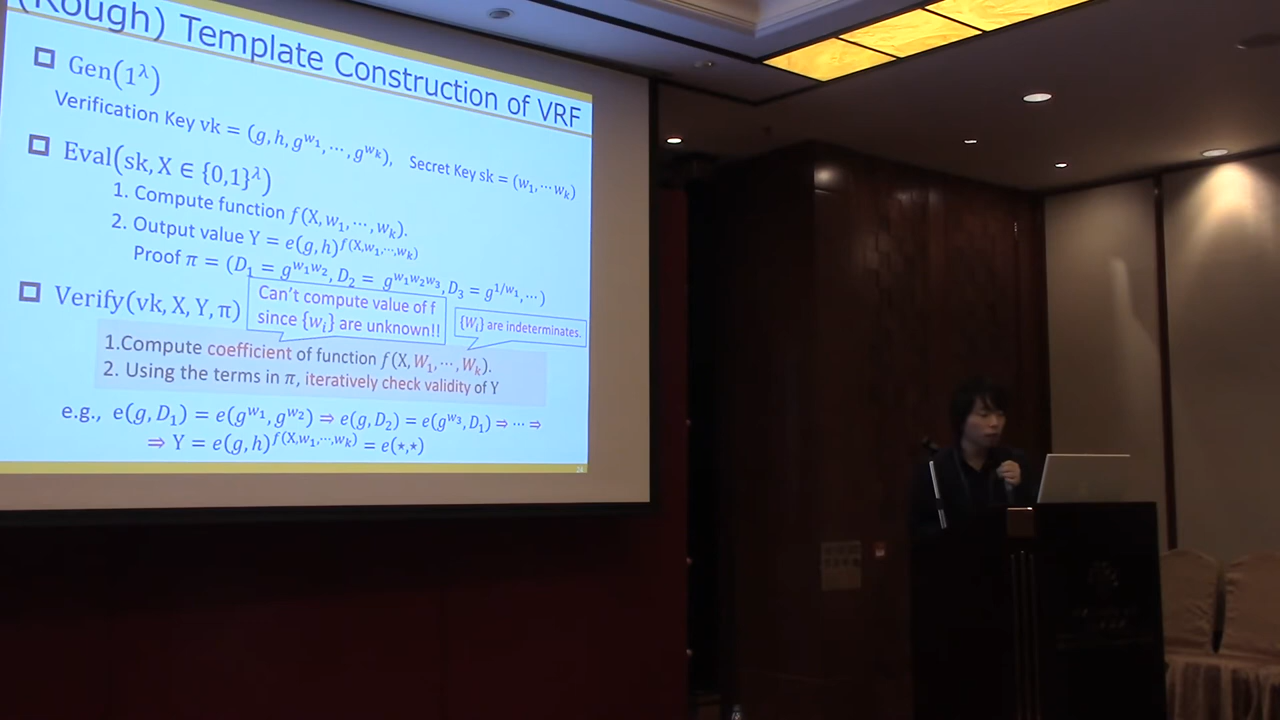 (Rough) Template Construction of VRF
Gen(1^λ)
Verification Key vk = (g, h, g^{w_1}, ⋯, g^{w_k}), Secret Key sk = (w_1, ⋯ w_k)
Eval(sk, X ∈ {0,1}^λ)
1. Compute function f(X, w_1, ⋯, w_k).
2. Output value Y = e(g, h)^{f(X,w_1,⋯,w_k)}
Proof π = (D_1 = g^{w_1w_2}, D_2 = g^{w_1w_2w_3}, D_3 = g^{1/w_1}, ⋯)
Verify(vk, X, Y, π)
Can't compute value of f
since {w_i} are unknown!!
{W_i} are indeterminates.
1.Compute coefficient of function f(X, W_1, ⋯, W_k).
2. Using the terms in π, iteratively check validity of Y
e.g., e(g, D_1) = e(g^{w_1}, g^{w_2}) ⇒ e(g, D_2) = e(g^{w_3}, D_1) ⇒ ⋯ ⇒
⇒ Y = e(g, h)^{f(X,w_1,⋯,w_k)} = e(⋆,⋆)
24